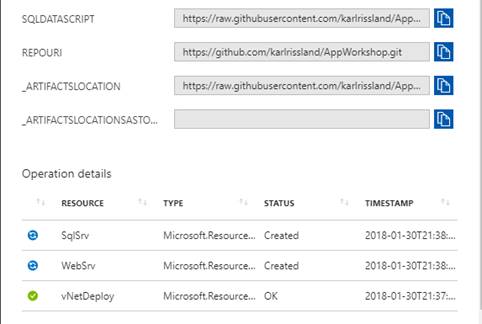 SQLDATASCRIPT https://raw.githubusercontent.com/karlrissland/App...
REPOURI https://github.com/karlrissland/AppWorkshop.git
_ARTIFACTSLOCATION https://raw.githubusercontent.com/karlrissland/App...
_ARTIFACTSLOCATIONSASTO...
Operation details
RESOURCE TYPE STATUS TIMESTAMP
SqlSrv Microsoft.Resource... Created 2018-01-30T21:38:...
WebSrv Microsoft.Resource... Created 2018-01-30T21:38:...
vNetDeploy Microsoft.Resource... OK 2018-01-30T21:37:...